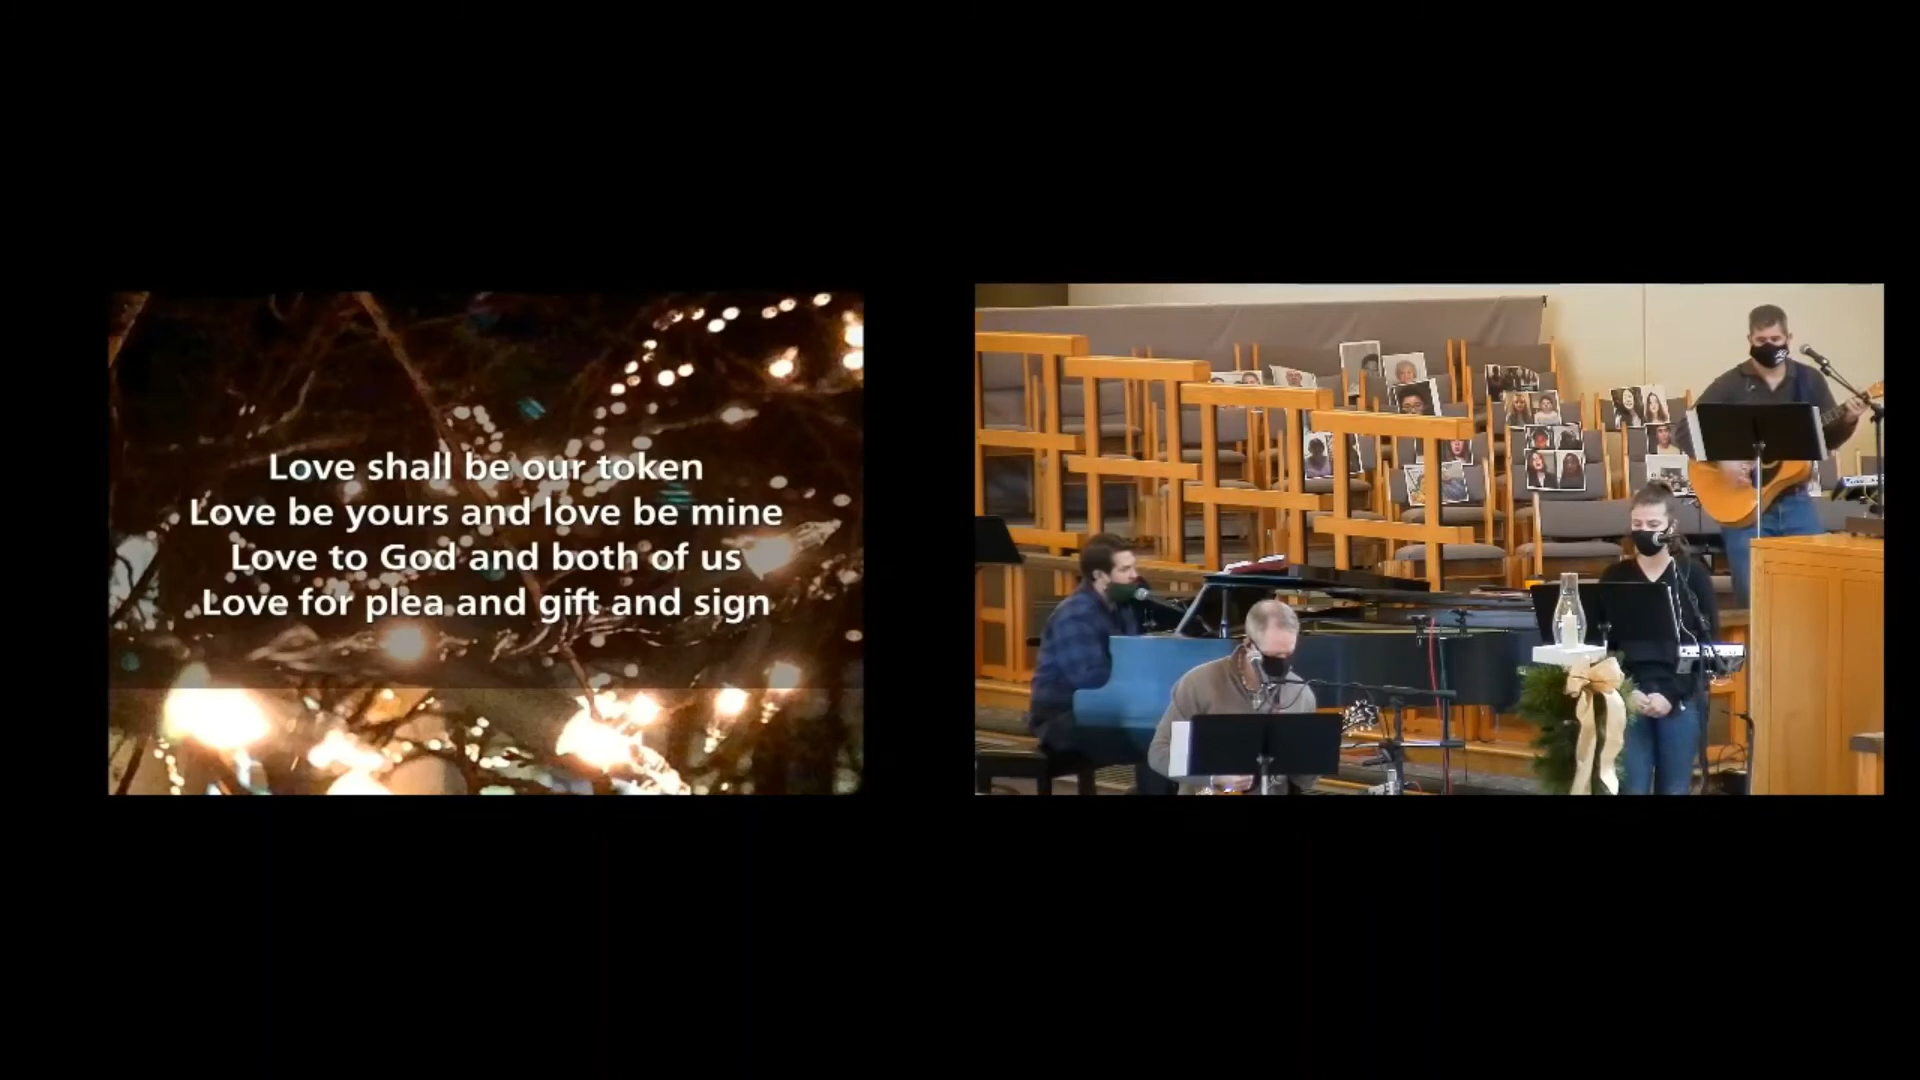 Love shall be our token
Love be yours and love be mine
Love to God and both of us
Love for plea and gift and sign